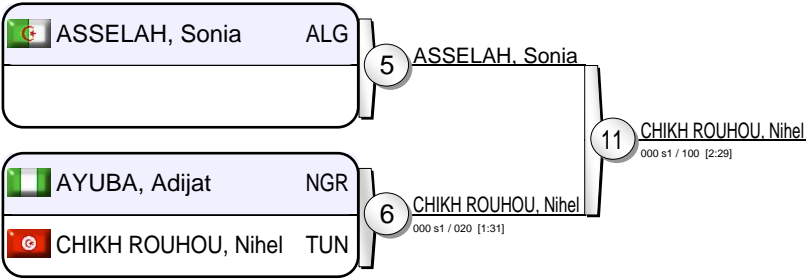 ASSELAH, Sonia ALG
5
ASSELAH, Sonia
11
CHIKH ROUHOU, Nihel
000 s1 / 100 [2:29]
AYUBA, Adijat NGR
6
CHIKH ROUHOU, Nihel
000 s1 / 020 [1:31]
CHIKH ROUHOU, Nihel TUN